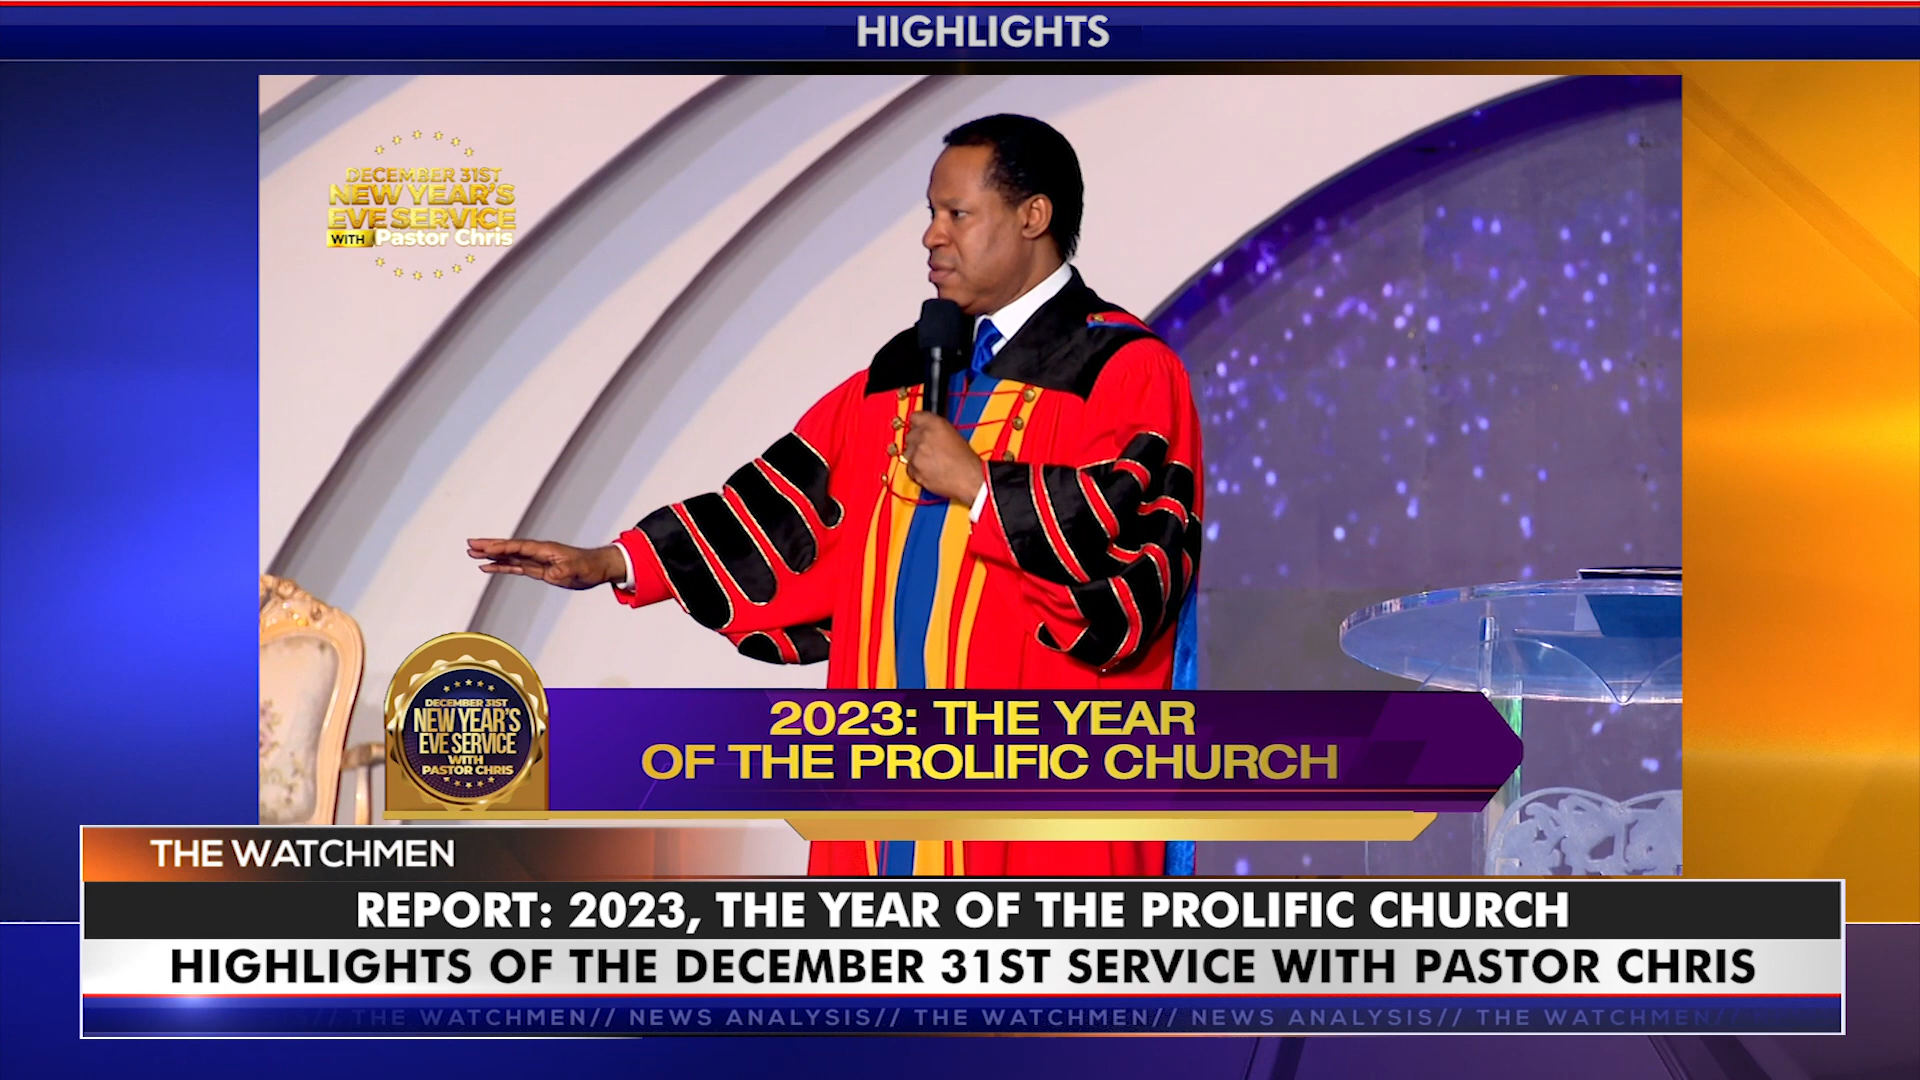 HIGHLIGHTS
DECEMBER 31ST
NEW YEAR'S
EVE SERVICE
WITH Pastor Chris
DECEMBER 31ST
NEW YEAR'S
EVE SERVICE
WITH
PASTOR CHRIS
2023: THE YEAR
OF THE PROLIFIC CHURCH
THE WATCHMEN
REPORT: 2023, THE YEAR OF THE PROLIFIC CHURCH
HIGHLIGHTS OF THE DECEMBER 31ST SERVICE WITH PASTOR CHRIS
THE WATCHMEN// NEWS ANALYSIS// THE WATCHMEN// NEWS ANALYSIS// THE WATCHMEN//